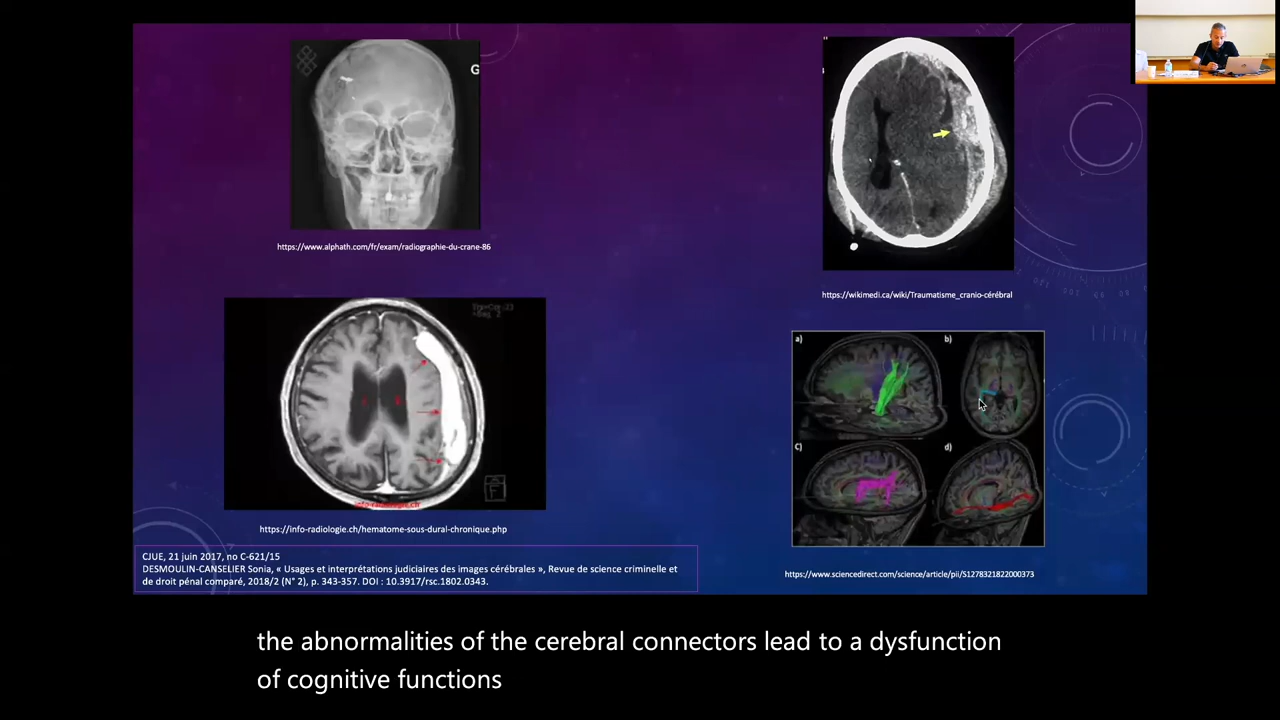 G
https://www.alphath.com/fr/exam/radiographie-du-crane-86
https://wikimedi.ca/wiki/Traumatisme_cranio-cérébral
F
https://info-radiologie.ch/hematome-sous-dural-chronique.php
a)
b)
C)
d)
https://www.sciencedirect.com/science/article/pii/S1278321822000373
CJUE, 21 juin 2017, no C-621/15
DESMOULIN-CANSELIER Sonia, « Usages et interprétations judiciaires des images cérébrales », Revue de science criminelle et
de droit pénal comparé, 2018/2 (N° 2), p. 343-357. DOI : 10.3917/rsc.1802.0343.
the abnormalities of the cerebral connectors lead to a dysfunction
of cognitive functions